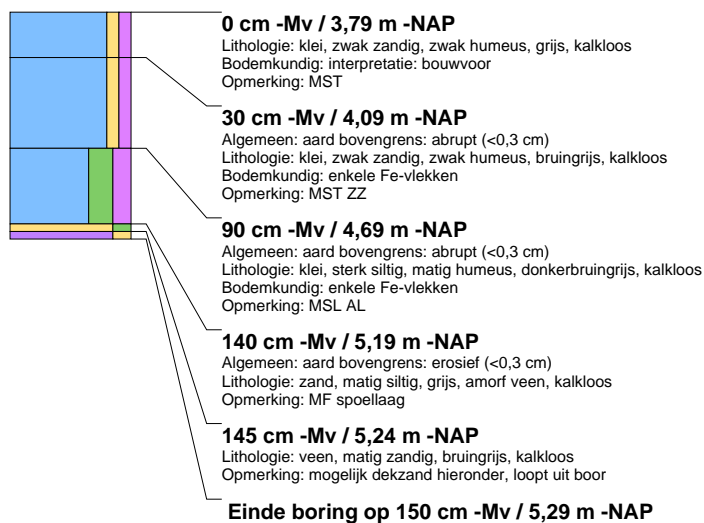 0 cm -Mv / 3,79 m -NAP
Lithologie: klei, zwak zandig, zwak humeus, grijs, kalkloos
Bodemkundig: interpretatie: bouwvoor
Opmerking: MST
30 cm -Mv / 4,09 m -NAP
Algemeen: aard bovengrens: abrupt (<0,3 cm)
Lithologie: klei, zwak zandig, zwak humeus, bruingrijs, kalkloos
Bodemkundig: enkele Fe-vlekken
Opmerking: MST ZZ
90 cm -Mv / 4,69 m -NAP
Algemeen: aard bovengrens: abrupt (<0,3 cm)
Lithologie: klei, sterk siltig, matig humeus, donkerbruingrijs, kalkloos
Bodemkundig: enkele Fe-vlekken
Opmerking: MSL AL
140 cm -Mv / 5,19 m -NAP
Algemeen: aard bovengrens: erosief (<0,3 cm)
Lithologie: zand, matig siltig, grijs, amorf veen, kalkloos
Opmerking: MF spoellaag
145 cm -Mv / 5,24 m -NAP
Lithologie: veen, matig zandig, bruingrijs, kalkloos
Opmerking: mogelijk dekzand hieronder, loopt uit boor
Einde boring op 150 cm -Mv / 5,29 m -NAP